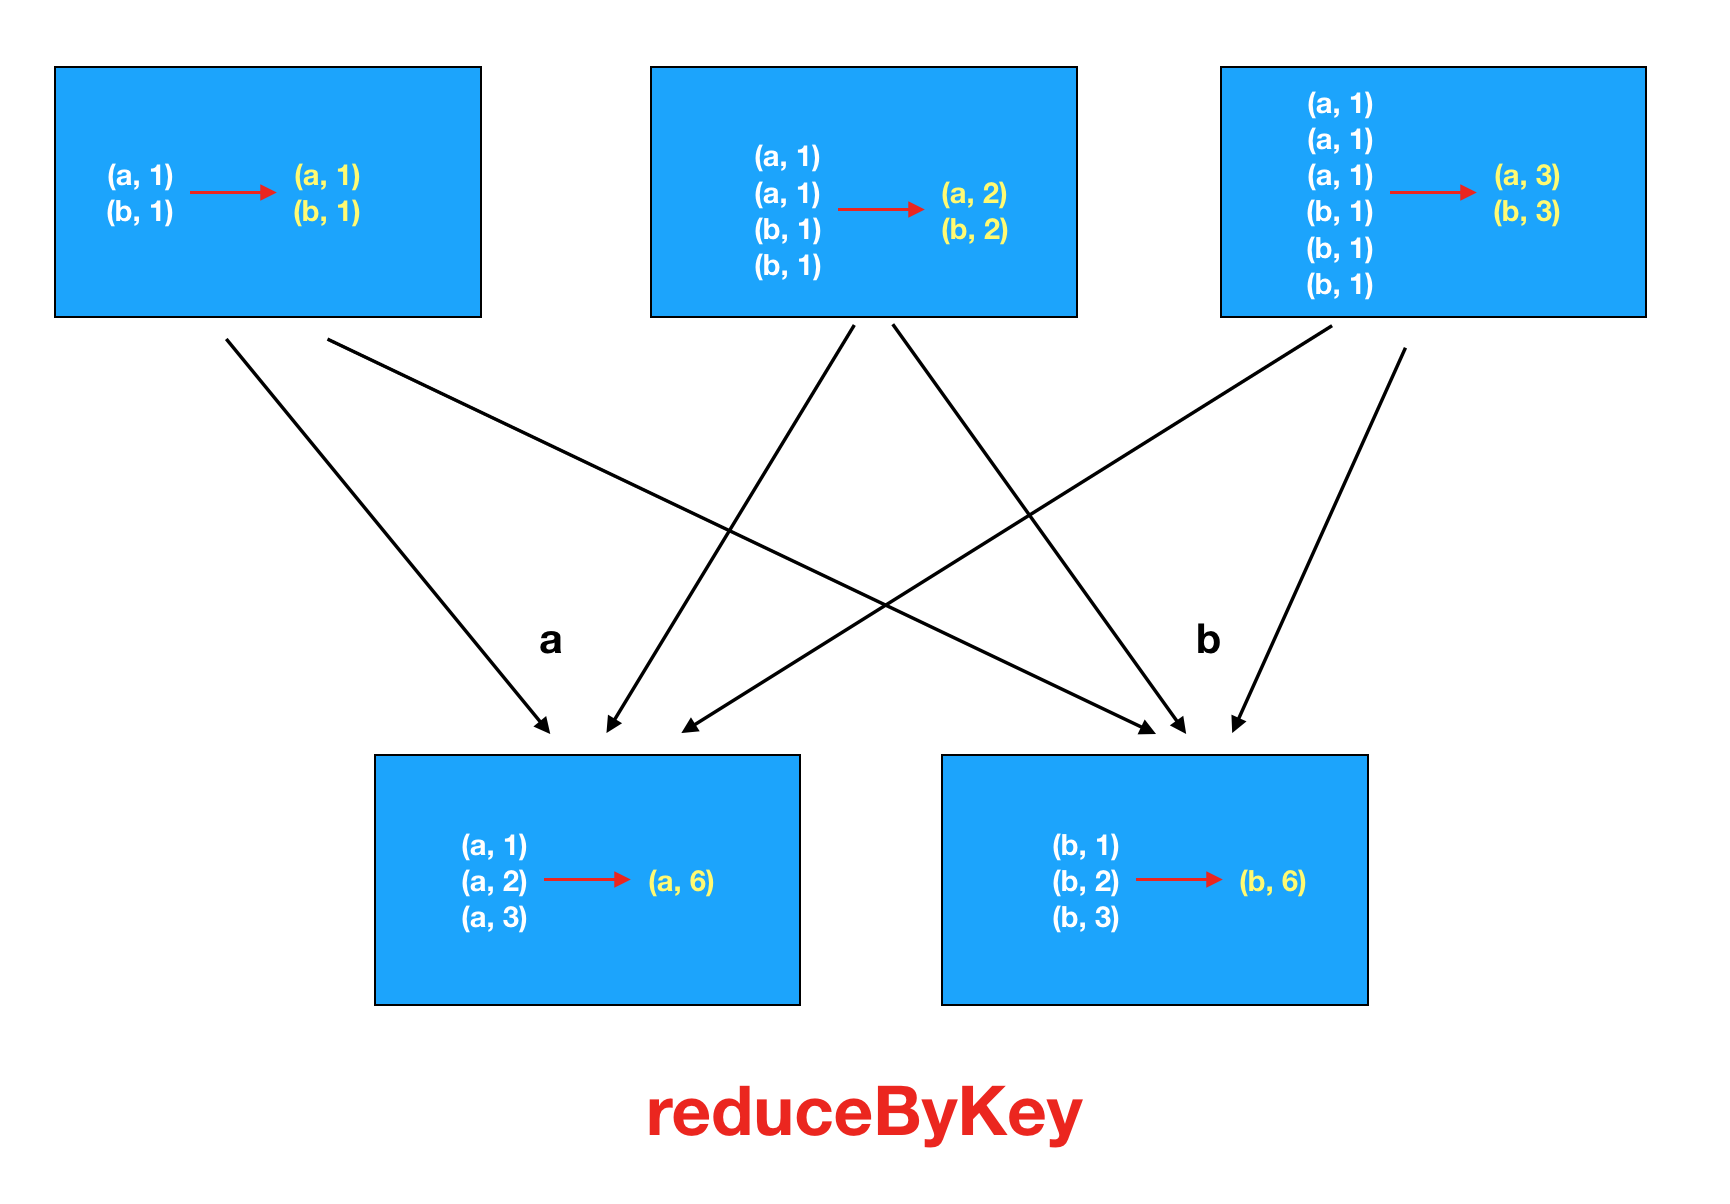 (a, 1)
(b, 1)
(a, 1)
(b, 1)
(a, 1)
(a, 1)
(b, 1)
(b, 1)
(a, 2)
(b, 2)
(a, 1)
(a, 1)
(a, 1)
(b, 1)
(b, 1)
(b, 1)
(a, 3)
(b, 3)
a
b
(a, 1)
(a, 2)
(a, 3)
(a, 6)
(b, 1)
(b, 2)
(b, 3)
(b, 6)
reduceByKey